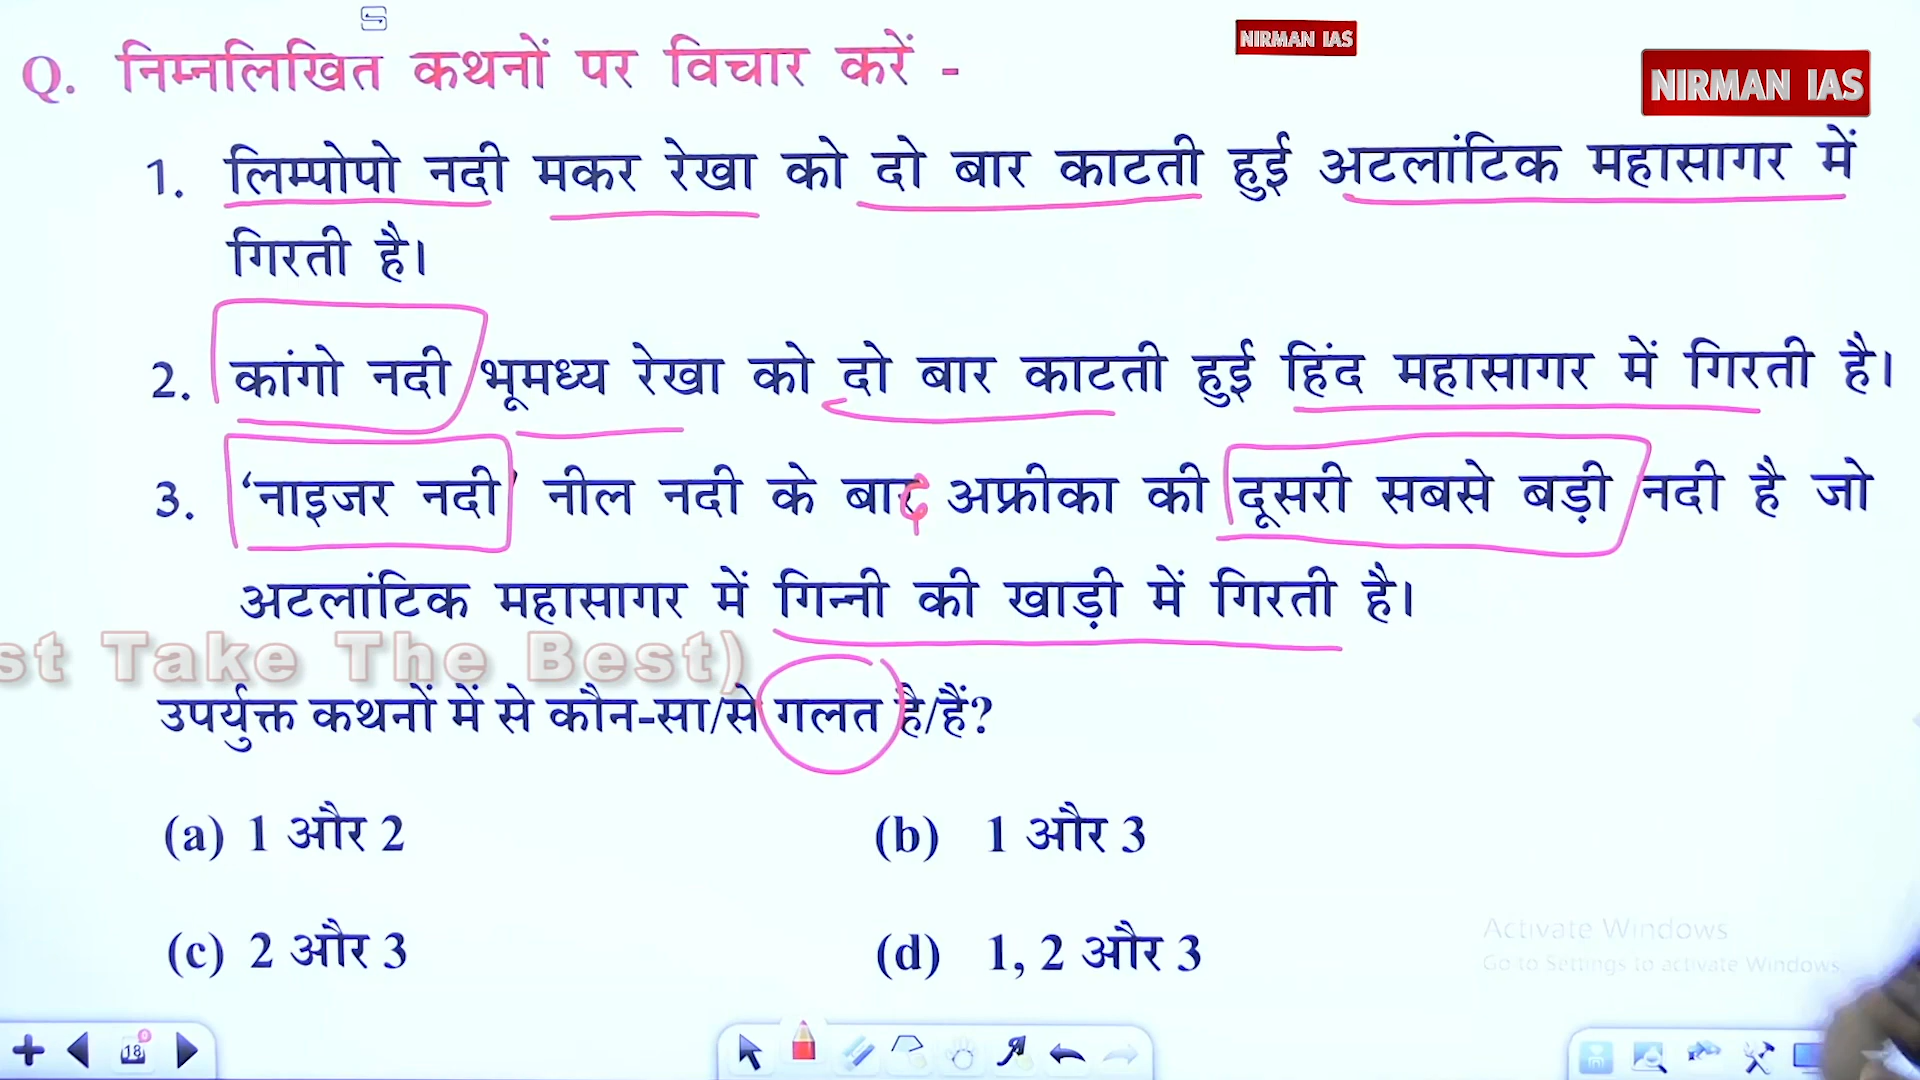 NIRMAN IAS
NIRMAN IAS
Q. निम्नलिखित कथनों पर विचार करें -
1. लिम्पोपो नदी मकर रेखा को दो बार काटती हुई अटलांटिक महासागर में
गिरती है।
2. कांगो नदी भूमध्य रेखा को दो बार काटती हुई हिंद महासागर में गिरती है।
3. ‘नाइजर नदी’ नील नदी के बाद अफ्रीका की दूसरी सबसे बड़ी नदी है जो
अटलांटिक महासागर में गिन्नी की खाड़ी में गिरती है।
st Take The Best)
उपर्युक्त कथनों में से कौन-सा/से गलत है/हैं?
(a) 1 और 2 (b) 1 और 3
(c) 2 और 3 (d) 1, 2 और 3
Activate Windows
Go to Settings to activate Windows.
18